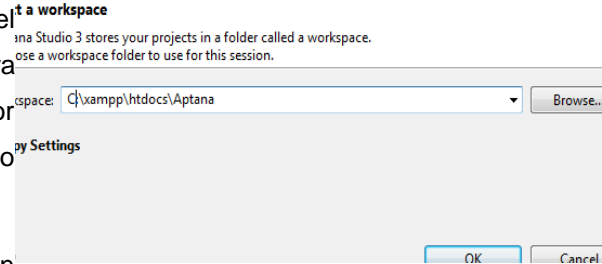 t a workspace
ana Studio 3 stores your projects in a folder called a workspace.
ose a workspace folder to use for this session.
kspace: C:\xampp\htdocs\Aptana
Browse...
py Settings
OK
Cancel